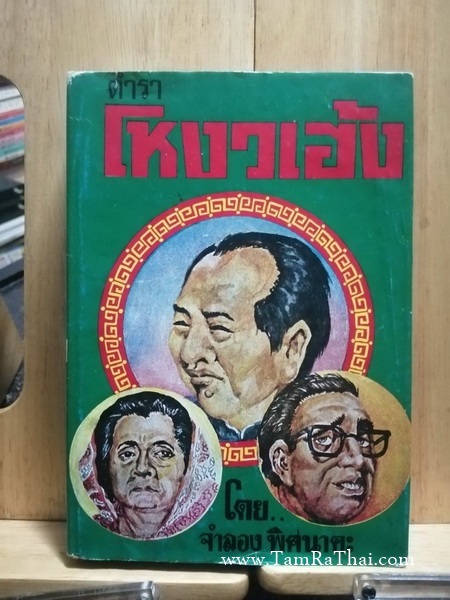 ตำรา
โหงวเฮ้ง
โดย..
จำลอง พิศนาคะ
www.TamRaThai.com